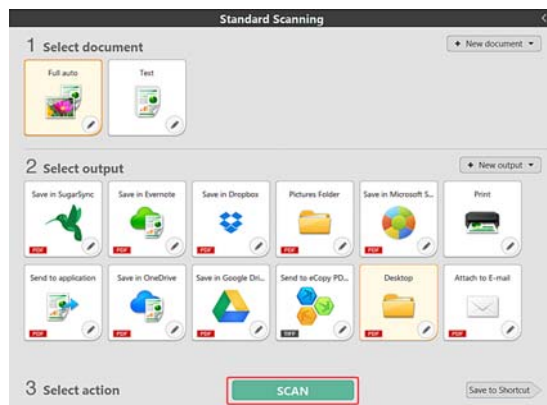 Standard Scanning
1 Select document
+ New document
Full auto
Text
2 Select output
+ New output
Save in SugarSync
Save in Evernote
Save in Dropbox
Pictures Folder
Save in Microsoft S...
Print
PDF
PDF
PDF
PDF
PDF
Send to application
Save in OneDrive
Save in Google Dri...
Send to eCopy PD...
Desktop
Attach to E-mail
PDF
PDF
PDF
TIFF
PDF
PDF
3 Select action
SCAN
Save to Shortcut